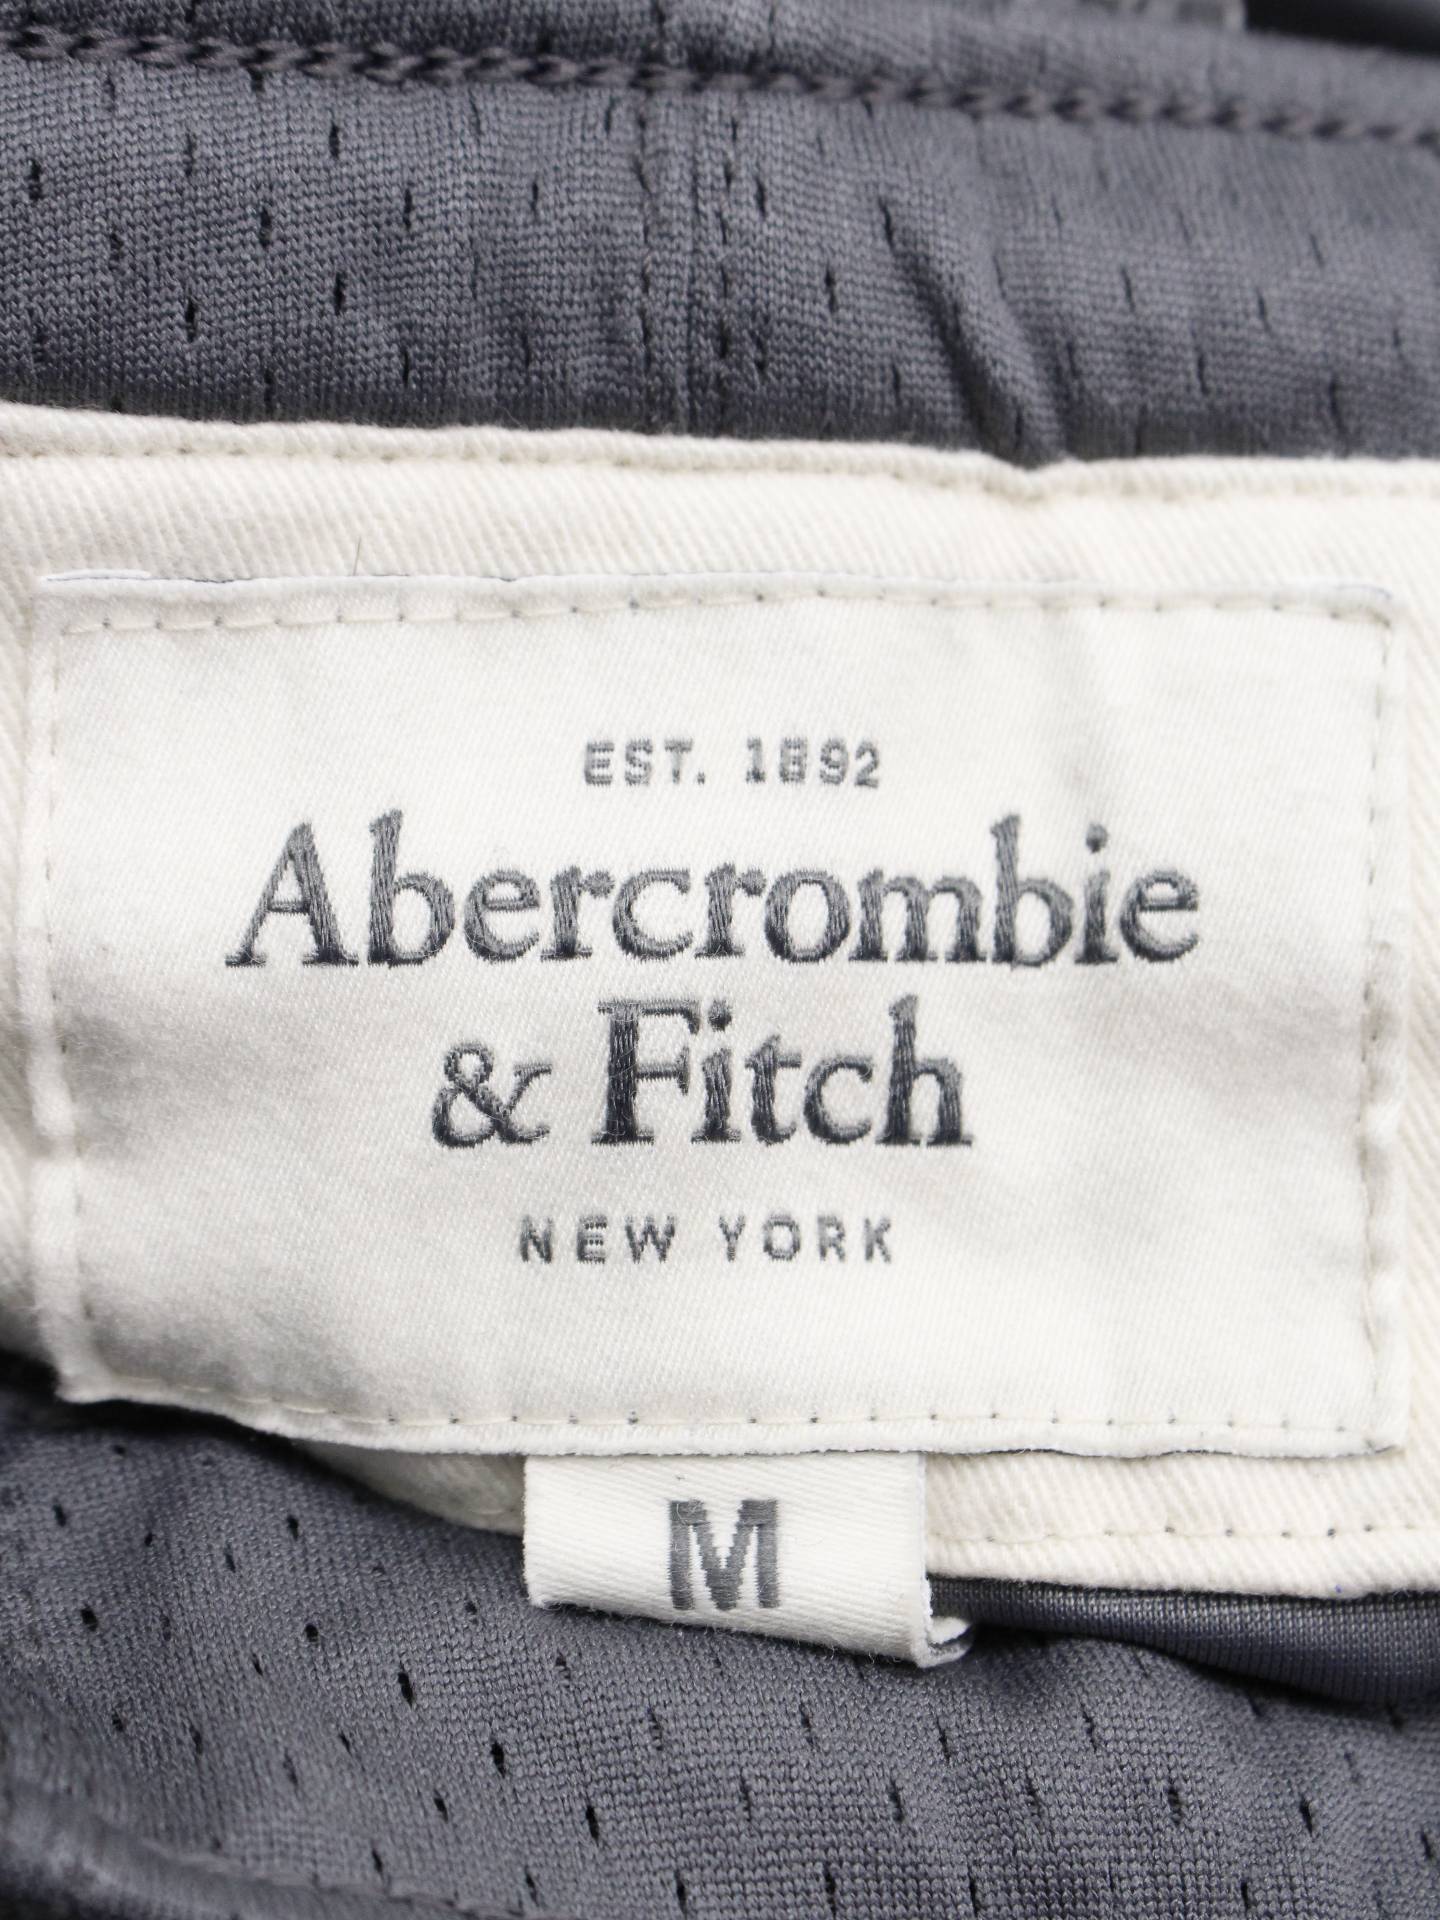 EST. 1892
Abercrombie
& Fitch
NEW YORK
M